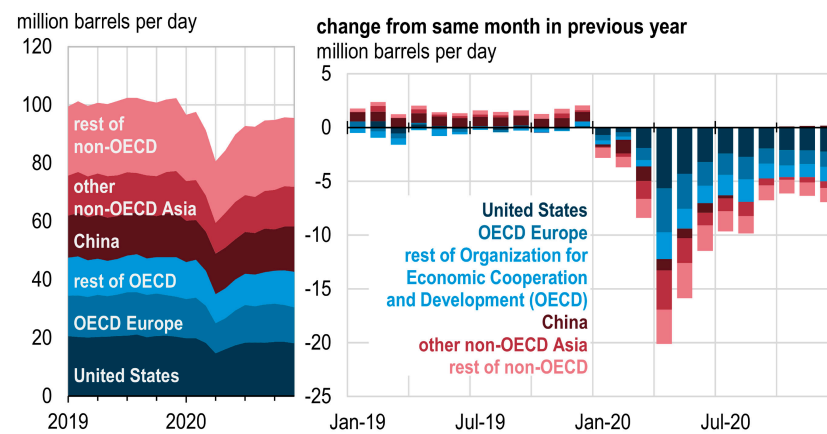 million barrels per day
120
100
80
60
40
20
0
rest of
non-OECD
other
non-OECD Asia
China
rest of OECD
OECD Europe
United States
2019
2020
change from same month in previous year
million barrels per day
5
0
-5
-10
-15
-20
-25
United States
OECD Europe
rest of Organization for
Economic Cooperation
and Development (OECD)
China
other non-OECD Asia
rest of non-OECD
Jan-19
Jul-19
Jan-20
Jul-20